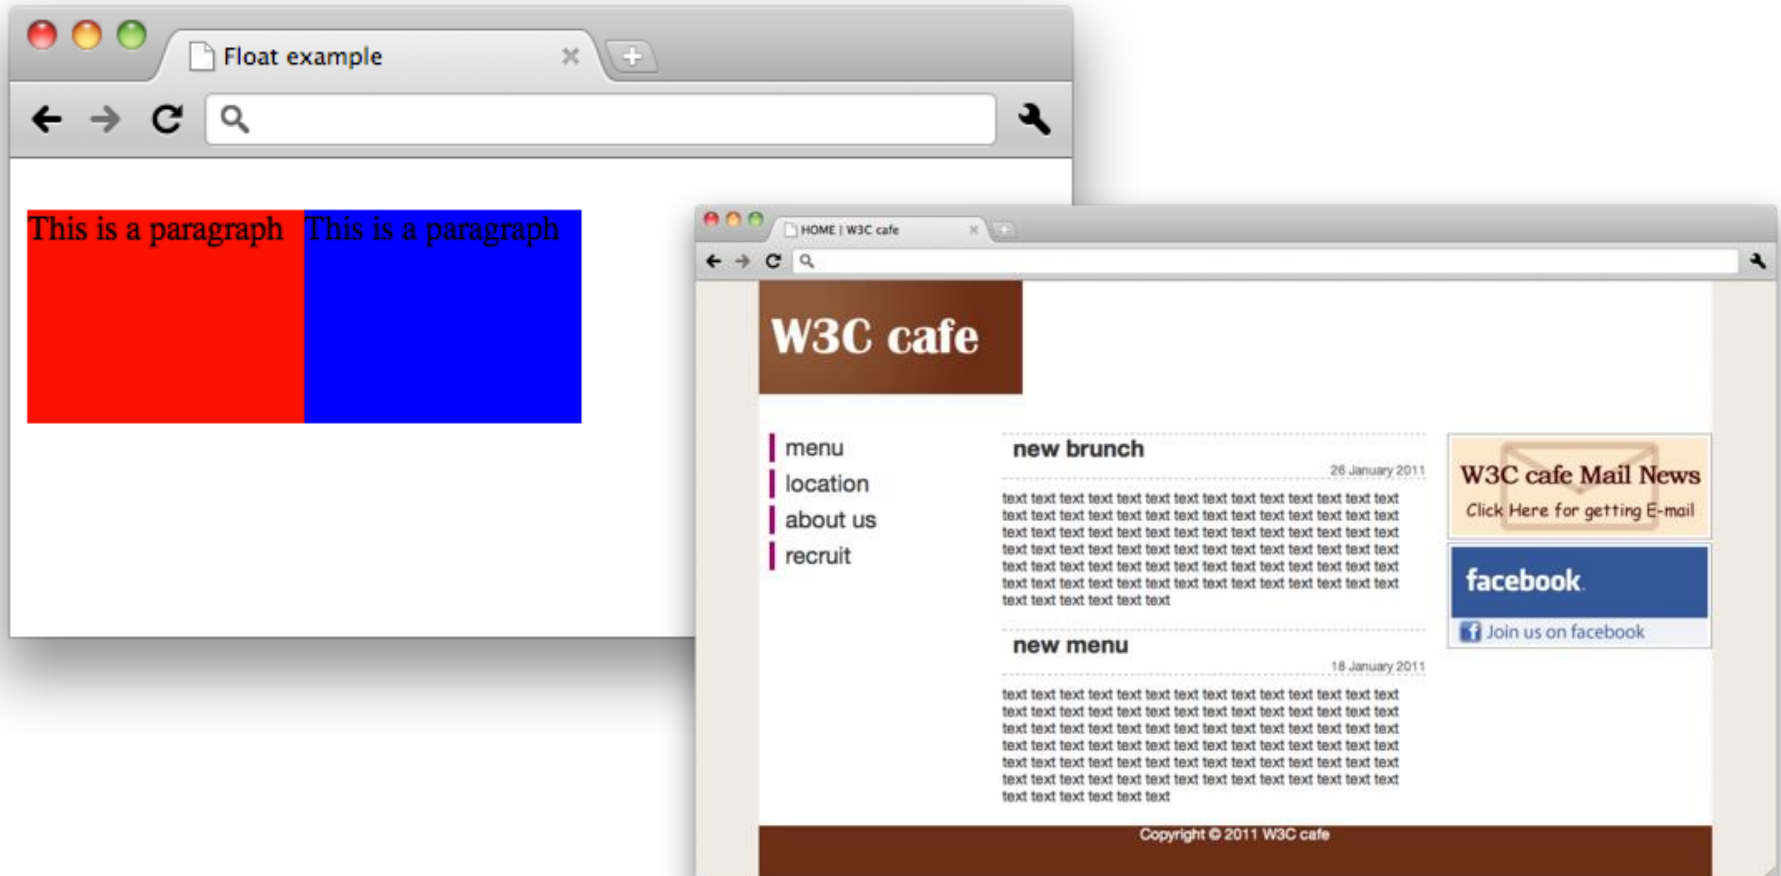 Float example
This is a paragraph This is a paragraph
HOME | W3C cafe
W3C cafe
menu
location
about us
recruit
new brunch
26 January 2011
text text text text text text text text text text text text text text
text text text text text text text text text text text text text text
text text text text text text text text text text text text text text
text text text text text text text text text text text text text text
text text text text text text text text text text text text text text
text text text text text text text text text text text text text text
text text text text text text
new menu
18 January 2011
text text text text text text text text text text text text text text
text text text text text text text text text text text text text text
text text text text text text text text text text text text text text
text text text text text text text text text text text text text text
text text text text text text text text text text text text text text
text text text text text text text text text text text text text text
text text text text text text
W3C cafe Mail News
Click Here for getting E-mail
facebook.
f Join us on facebook
Copyright © 2011 W3C cafe